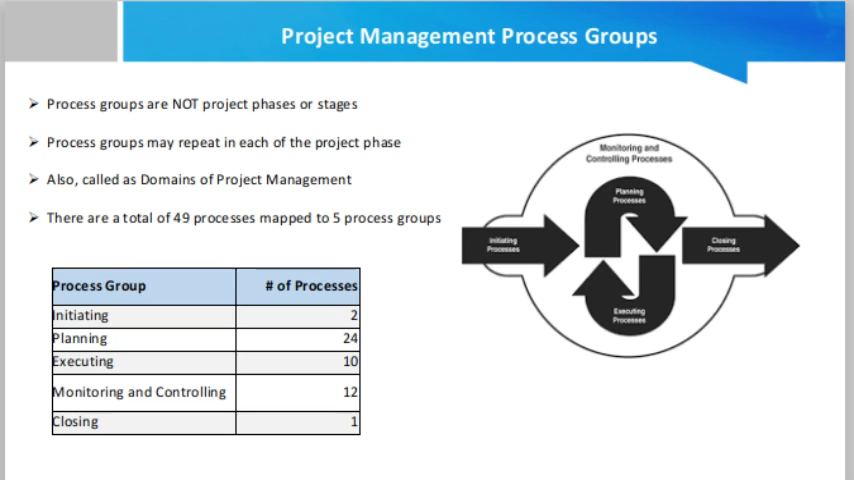 Project Management Process Groups
Process groups are NOT project phases or stages
Process groups may repeat in each of the project phase
Also, called as Domains of Project Management
There are a total of 49 processes mapped to 5 process groups
Process Group # of Processes
Initiating 2
Planning 24
Executing 10
Monitoring and Controlling 12
Closing 1
Monitoring and
Controlling Processes
Planning
Processes
Initiating
Processes
Closing
Processes
Executing
Processes